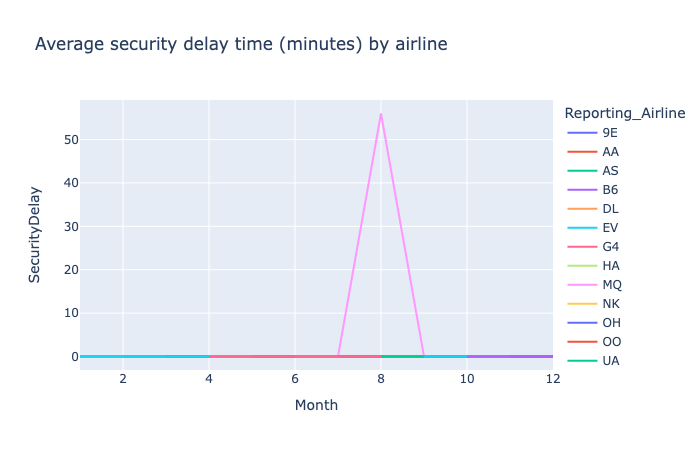 Average security delay time (minutes) by airline
Reporting_Airline
9E
AA
AS
B6
DL
EV
G4
HA
MQ
NK
OH
OO
UA
SecurityDelay
50
40
30
20
10
0
2 4 6 8 10 12
Month